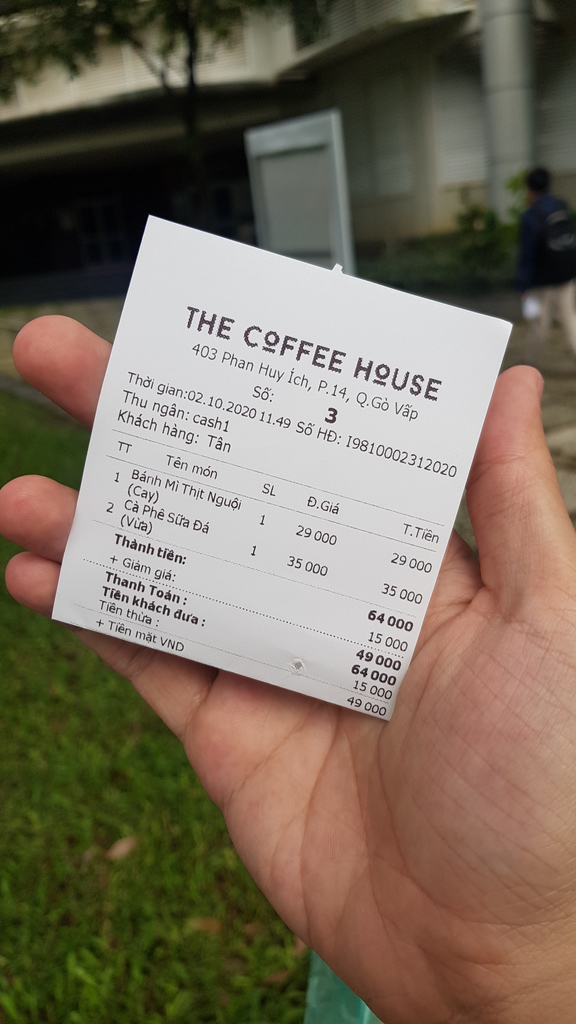 THE COFFEE HOUSE
403 Phan Huy Ích, P.14, Q.Gò Vấp
Số:
3
Thời gian:02.10.2020 11.49 Số HĐ: I9810002312020
Thu ngân: cash1
Khách hàng: Tân
TT Tên món SL Đ.Giá T.Tiền
1 Bánh Mì Thịt Nguội 1 29 000 29 000
(Cay)
2 Cà Phê Sữa Đá 1 35 000 35 000
(Vừa)
Thành tiền: 64 000
+ Giảm giá: 15 000
Thanh Toán : 49 000
Tiền khách đưa : 64 000
Tiền thừa : 15 000
+ Tiền mặt VND 49 000